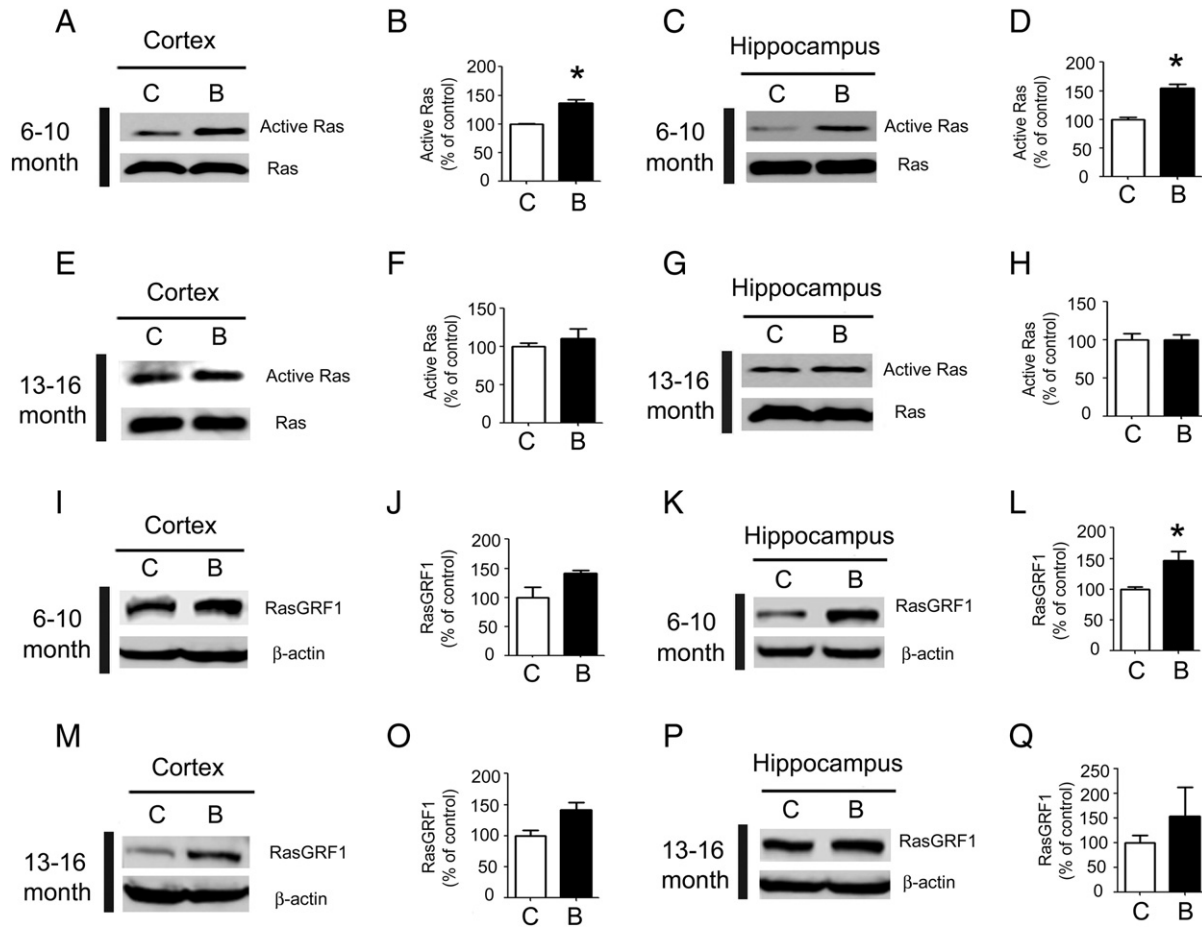 A
Cortex
C B
6-10
month
Active Ras
Ras
B
Active Ras
(% of control)
200
150
100
50
0
*
C B
C
Hippocampus
C B
6-10
month
Active Ras
Ras
D
Active Ras
(% of control)
200
150
100
50
0
*
C B
E
Cortex
C B
13-16
month
Active Ras
Ras
F
Active Ras
(% of control)
150
100
50
0
C B
G
Hippocampus
C B
13-16
month
Active Ras
Ras
H
Active Ras
(% of control)
150
100
50
0
C B
I
Cortex
C B
6-10
month
RasGRF1
β-actin
J
RasGRF1
(% of control)
200
150
100
50
0
C B
K
Hippocampus
C B
6-10
month
RasGRF1
β-actin
L
RasGRF1
(% of control)
200
150
100
50
0
*
C B
M
Cortex
C B
13-16
month
RasGRF1
β-actin
O
RasGRF1
(% of control)
200
150
100
50
0
C B
P
Hippocampus
C B
13-16
month
RasGRF1
β-actin
Q
RasGRF1
(% of control)
250
200
150
100
50
0
C B